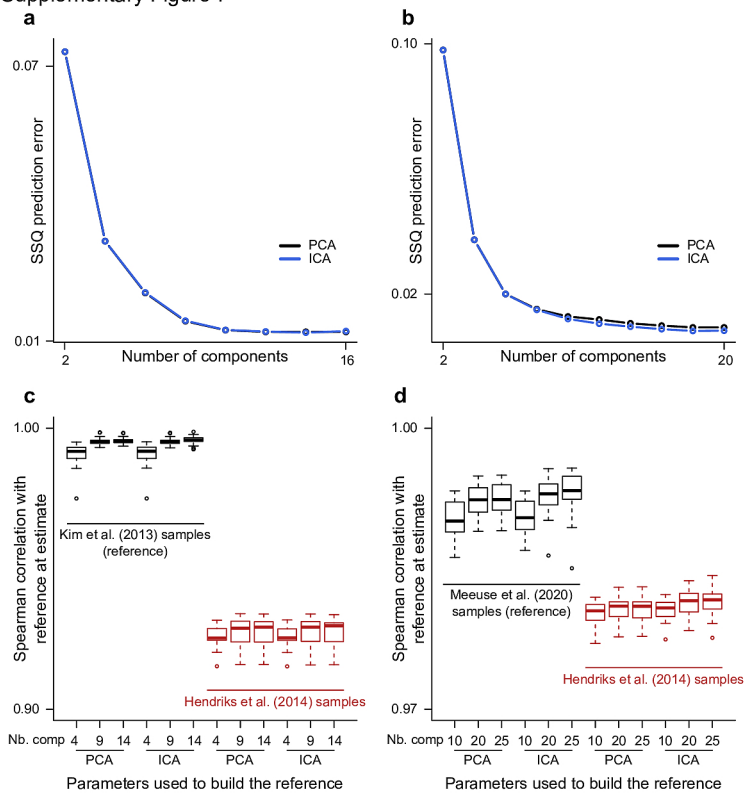 a
0.07
0.01
SSQ prediction error
PCA
ICA
2
16
Number of components
b
0.10
0.02
SSQ prediction error
PCA
ICA
2
20
Number of components
c
1.00
0.90
Spearman correlation with
reference at estimate
Kim et al. (2013) samples
(reference)
Hendriks et al. (2014) samples
Nb. comp 4 9 14 4 9 14 4 9 14 4 9 14
PCA ICA PCA ICA
Parameters used to build the reference
d
1.00
0.97
Spearman correlation with
reference at estimate
Meeuse et al. (2020)
samples (reference)
Hendriks et al. (2014) samples
Nb. comp 10 20 25 10 20 25 10 20 25 10 20 25
PCA ICA PCA ICA
Parameters used to build the reference